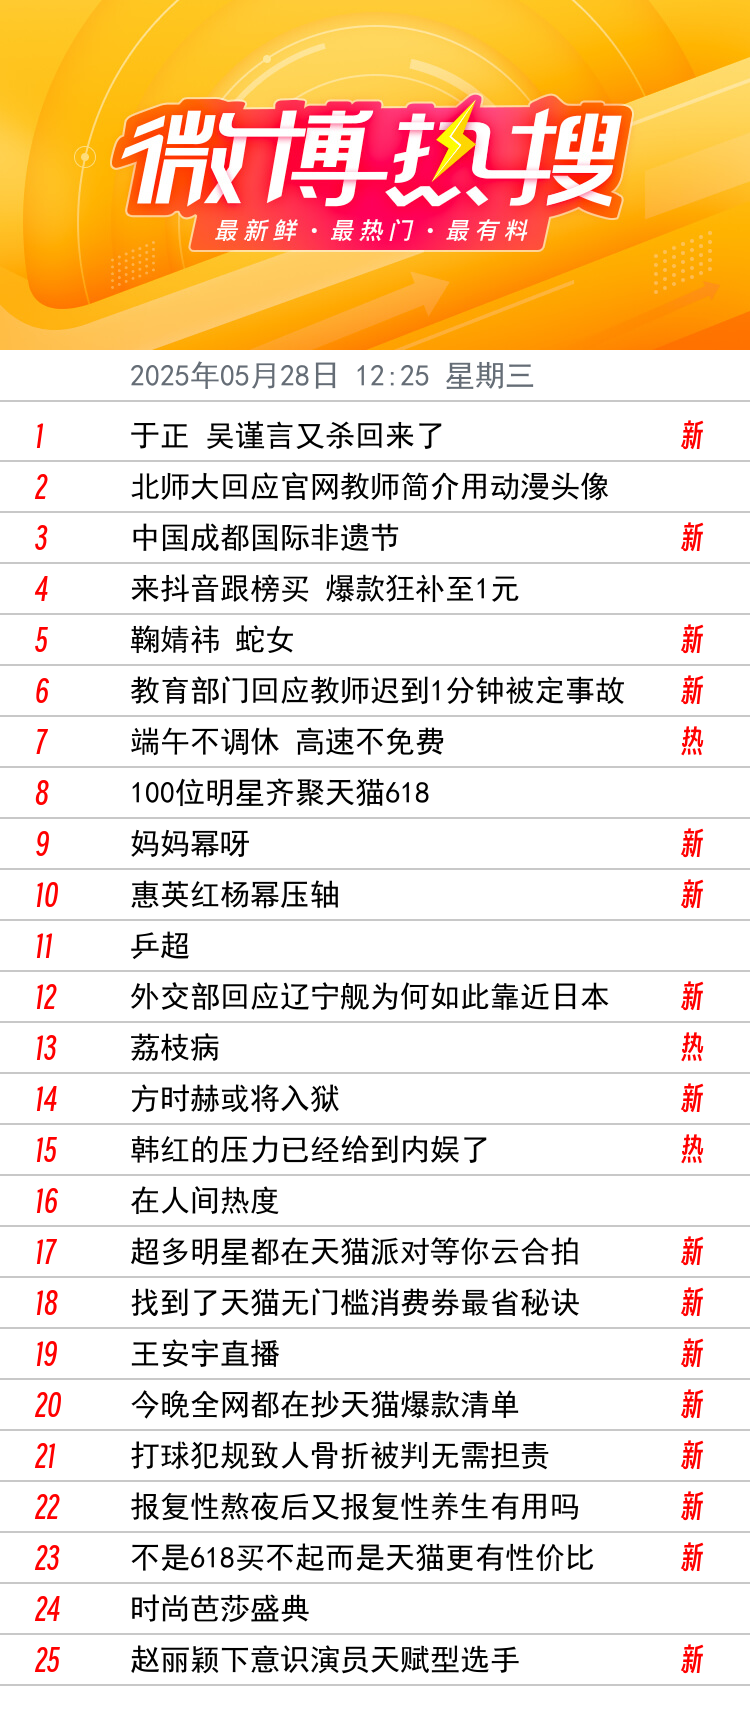 微博热搜
最新鲜·最热门·最有料
2025年05月28日 12:25 星期三
1 于正 吴谨言又杀回来了 新
2 北师大回应官网教师简介用动漫头像
3 中国成都国际非遗节 新
4 来抖音跟榜买 爆款狂补至1元
5 鞠婧祎 蛇女 新
6 教育部门回应教师迟到1分钟被定事故 新
7 端午不调休 高速不免费 热
8 100位明星齐聚天猫618
9 妈妈幂呀 新
10 惠英红杨幂压轴 新
11 乒超
12 外交部回应辽宁舰为何如此靠近日本 新
13 荔枝病 热
14 方时赫或将入狱 新
15 韩红的压力已经给到内娱了 热
16 在人间热度
17 超多明星都在天猫派对等你云合拍 新
18 找到了天猫无门槛消费券最省秘诀 新
19 王安宇直播 新
20 今晚全网都在抄天猫爆款清单 新
21 打球犯规致人骨折被判无需担责 新
22 报复性熬夜后又报复性养生有用吗 新
23 不是618买不起而是天猫更有性价比 新
24 时尚芭莎盛典
25 赵丽颖下意识演员天赋型选手 新